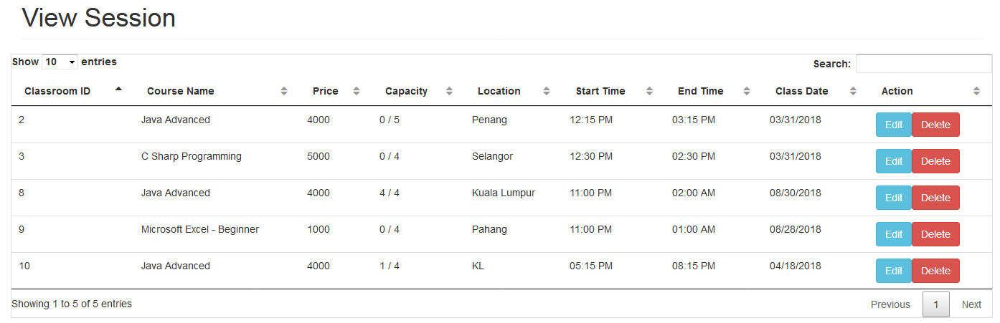 View Session
Show 10 entries Search:
Classroom ID Course Name Price Capacity Location Start Time End Time Class Date Action
2 Java Advanced 4000 0 / 5 Penang 12:15 PM 03:15 PM 03/31/2018 Edit Delete
3 C Sharp Programming 5000 0 / 4 Selangor 12:30 PM 02:30 PM 03/31/2018 Edit Delete
8 Java Advanced 4000 4 / 4 Kuala Lumpur 11:00 PM 02:00 AM 08/30/2018 Edit Delete
9 Microsoft Excel - Beginner 1000 0 / 4 Pahang 11:00 PM 01:00 AM 08/28/2018 Edit Delete
10 Java Advanced 4000 1 / 4 KL 05:15 PM 08:15 PM 04/18/2018 Edit Delete
Showing 1 to 5 of 5 entries Previous 1 Next